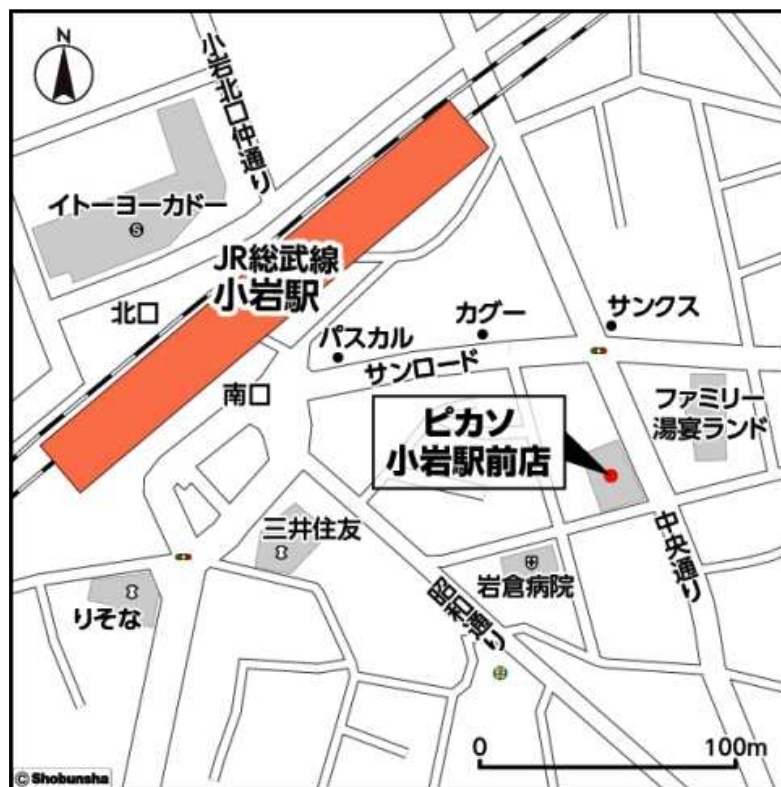 N
小岩北口仲通り
イトーヨーカドー
S
JR総武線
小岩駅
北口
南口
パスカル
カグー
サンクス
サンロード
ファミリー
湯宴ランド
ピカソ
小岩駅前店
三井住友
りそな
岩倉病院
昭和通り
中央通り
0
100m
© Shobunsha